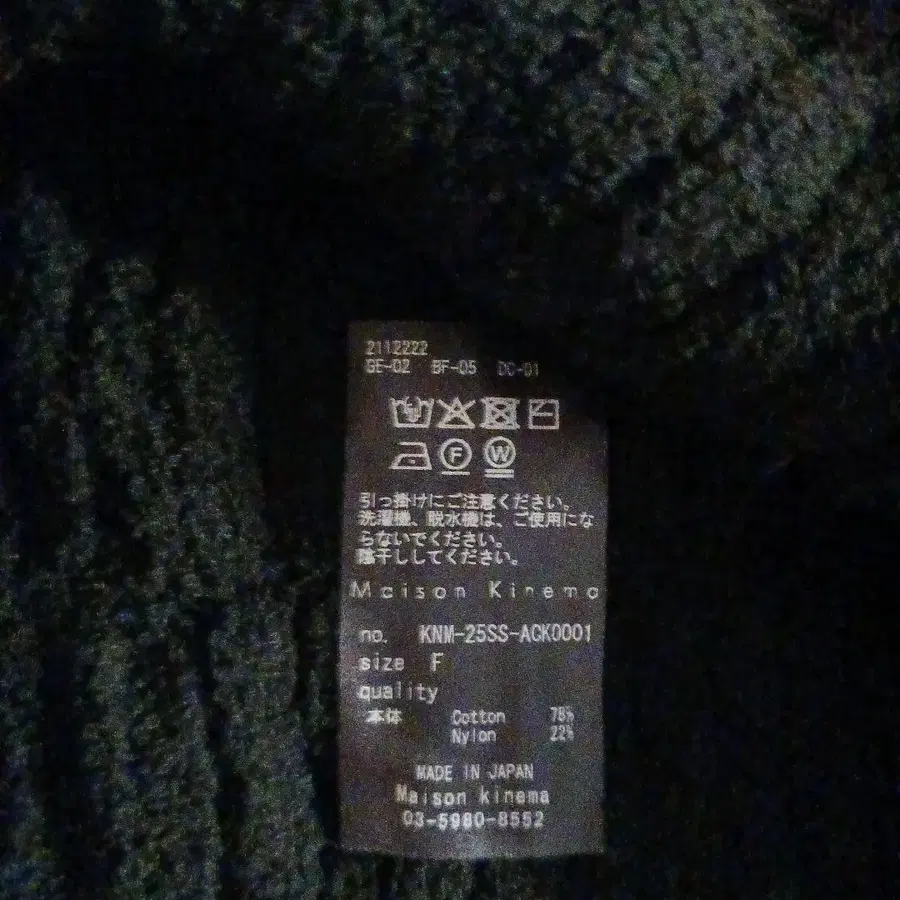 2112222
GE-02 BF-05 DC-01
F W
引っ掛けにご注意ください。
洗濯機、脱水機は、ご使用にな
らないでください。
陰干ししてください。
Maison Kinema
no. KNM-25SS-ACK0001
size F
quality
本体 Cotton 78%
Nylon 22%
MADE IN JAPAN
Maison kinema
03-5980-8552